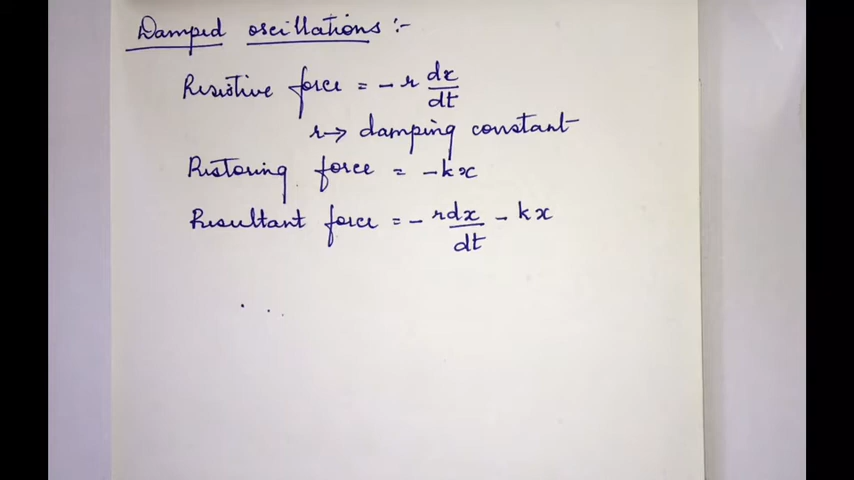 Damped oscillations :-
Resistive force = - r dx/dt
r → damping constant
Restoring force = - kx
Resultant force = - r dx/dt - kx